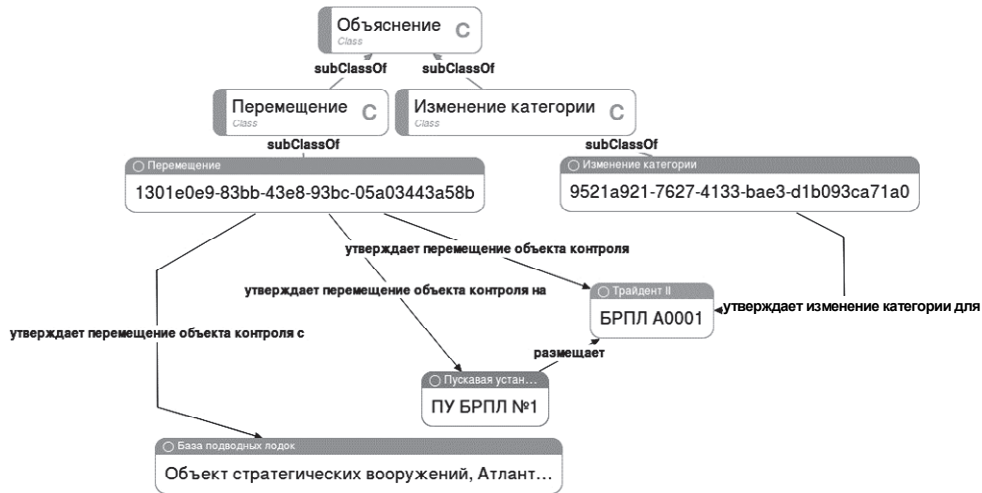 Объяснение
Class
C
subClassOf
subClassOf
Перемещение
Class
C
Изменение категории
Class
C
subClassOf
subClassOf
Перемещение
1301e0e9-83bb-43e8-93bc-05a03443a58b
Изменение категории
9521a921-7627-4133-bae3-d1b093ca71a0
утверждает перемещение объекта контроля
утверждает перемещение объекта контроля на
Трайдент II
БРПЛ А0001
утверждает изменение категории для
утверждает перемещение объекта контроля с
размещает
Пускавая устан...
ПУ БРПЛ №1
База подводных лодок
Объект стратегических вооружений, Атлант...